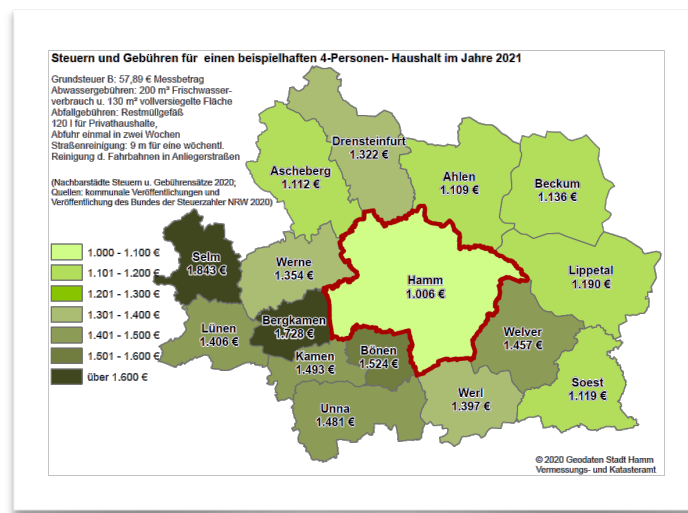 Steuern und Gebühren für einen beispielhaften 4-Personen- Haushalt im Jahre 2021
Grundsteuer B: 57,89 € Messbetrag
Abwassergebühren: 200 m³ Frischwasser-
verbrauch u. 130 m² vollversiegelte Fläche
Abfallgebühren: Restmüllgefäß
120 l für Privathaushalte,
Abfuhr einmal in zwei Wochen
Straßenreinigung: 9 m für eine wöchentl.
Reinigung d. Fahrbahnen in Anliegerstraßen
(Nachbarstädte Steuern u. Gebührensätze 2020;
Quellen: kommunale Veröffentlichungen und
Veröffentlichung des Bundes der Steuerzahler NRW 2020)
Drensteinfurt
1.322 €
Ascheberg
1.112 €
Ahlen
1.109 €
Beckum
1.136 €
Selm
1.843 €
Werne
1.354 €
Hamm
1.006 €
Lippetal
1.190 €
Lünen
1.406 €
Bergkamen
1.728 €
Welver
1.457 €
Kamen
1.493 €
Bönen
1.524 €
Soest
1.119 €
Werl
1.397 €
Unna
1.481 €
1.000 - 1.100 €
1.101 - 1.200 €
1.201 - 1.300 €
1.301 - 1.400 €
1.401 - 1.500 €
1.501 - 1.600 €
über 1.600 €
© 2020 Geodaten Stadt Hamm
Vermessungs- und Katasteramt